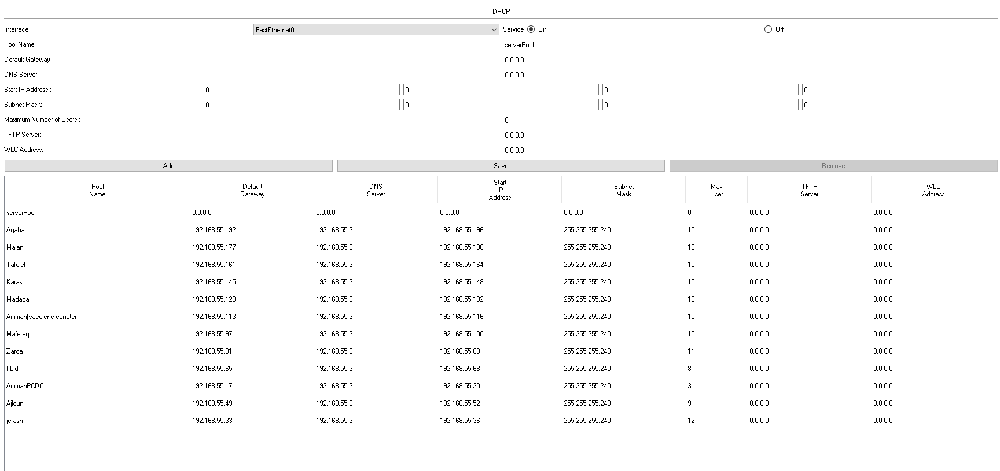 DHCP
Interface FastEthernet0 Service On Off
Pool Name serverPool
Default Gateway 0.0.0.0
DNS Server 0.0.0.0
Start IP Address : 0 0 0 0
Subnet Mask: 0 0 0 0
Maximum Number of Users : 0
TFTP Server: 0.0.0.0
WLC Address: 0.0.0.0
Add Save Remove
Pool Name Default Gateway DNS Server Start IP Address Subnet Mask Max User TFTP Server WLC Address
serverPool 0.0.0.0 0.0.0.0 0.0.0.0 0.0.0.0 0 0.0.0.0 0.0.0.0
Aqaba 192.168.55.192 192.168.55.3 192.168.55.196 255.255.255.240 10 0.0.0.0 0.0.0.0
Ma'an 192.168.55.177 192.168.55.3 192.168.55.180 255.255.255.240 10 0.0.0.0 0.0.0.0
Tafeleh 192.168.55.161 192.168.55.3 192.168.55.164 255.255.255.240 10 0.0.0.0 0.0.0.0
Karak 192.168.55.145 192.168.55.3 192.168.55.148 255.255.255.240 10 0.0.0.0 0.0.0.0
Madaba 192.168.55.129 192.168.55.3 192.168.55.132 255.255.255.240 10 0.0.0.0 0.0.0.0
Amman(vacciene ceneter) 192.168.55.113 192.168.55.3 192.168.55.116 255.255.255.240 10 0.0.0.0 0.0.0.0
Maferaq 192.168.55.97 192.168.55.3 192.168.55.100 255.255.255.240 10 0.0.0.0 0.0.0.0
Zarqa 192.168.55.81 192.168.55.3 192.168.55.83 255.255.255.240 11 0.0.0.0 0.0.0.0
Irbid 192.168.55.65 192.168.55.3 192.168.55.68 255.255.255.240 8 0.0.0.0 0.0.0.0
AmmanPCDC 192.168.55.17 192.168.55.3 192.168.55.20 255.255.255.240 3 0.0.0.0 0.0.0.0
Ajloun 192.168.55.49 192.168.55.3 192.168.55.52 255.255.255.240 9 0.0.0.0 0.0.0.0
jerash 192.168.55.33 192.168.55.3 192.168.55.36 255.255.255.240 12 0.0.0.0 0.0.0.0